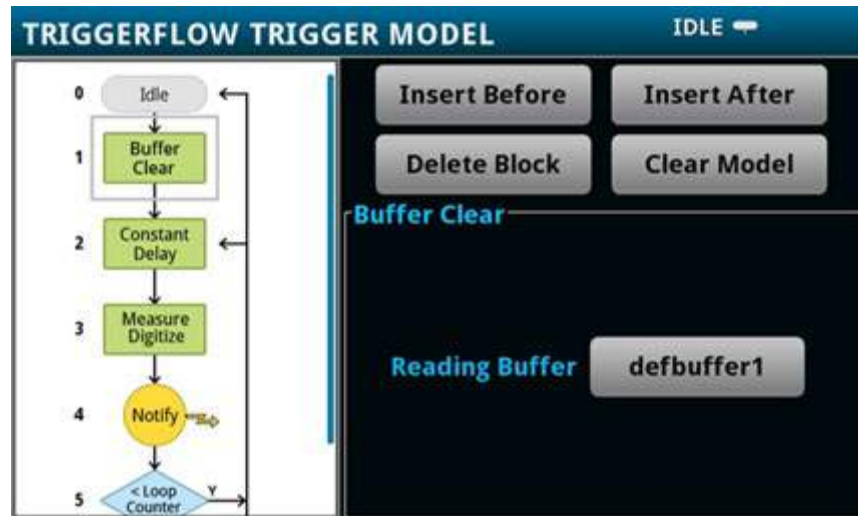 TRIGGERFLOW TRIGGER MODEL
IDLE
0
Idle
1
Buffer
Clear
2
Constant
Delay
3
Measure
Digitize
4
Notify
5
< Loop
Counter
Y
Insert Before
Insert After
Delete Block
Clear Model
Buffer Clear
Reading Buffer
defbuffer1